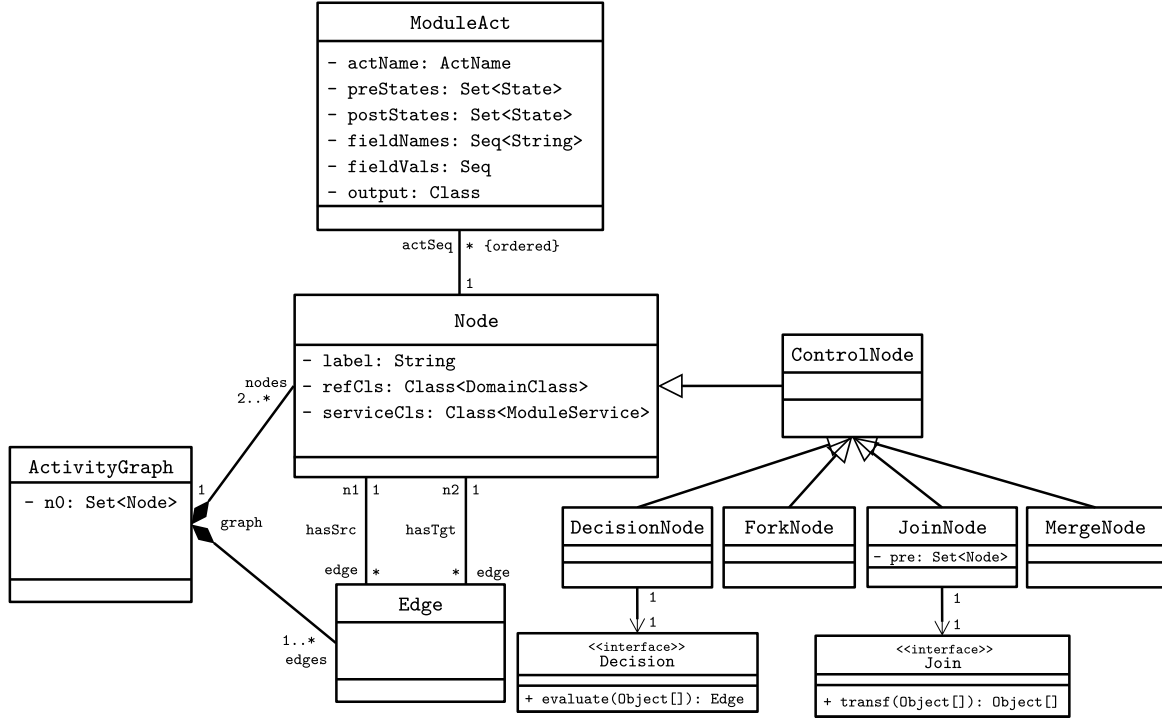 ModuleAct
- actName: ActName
- preStates: Set<State>
- postStates: Set<State>
- fieldNames: Seq<String>
- fieldVals: Seq
- output: Class
actSeq * {ordered}
1
Node
- label: String
- refCls: Class<DomainClass>
- serviceCls: Class<ModuleService>
ControlNode
nodes
2..*
ActivityGraph
- n0: Set<Node>
1
graph
n1 1
n2 1
hasSrc
hasTgt
edge *
* edge
Edge
1..*
edges
DecisionNode
ForkNode
JoinNode
- pre: Set<Node>
MergeNode
1
1
1
1
<<interface>>
Decision
+ evaluate(Object[]): Edge
<<interface>>
Join
+ transf(Object[]): Object[]